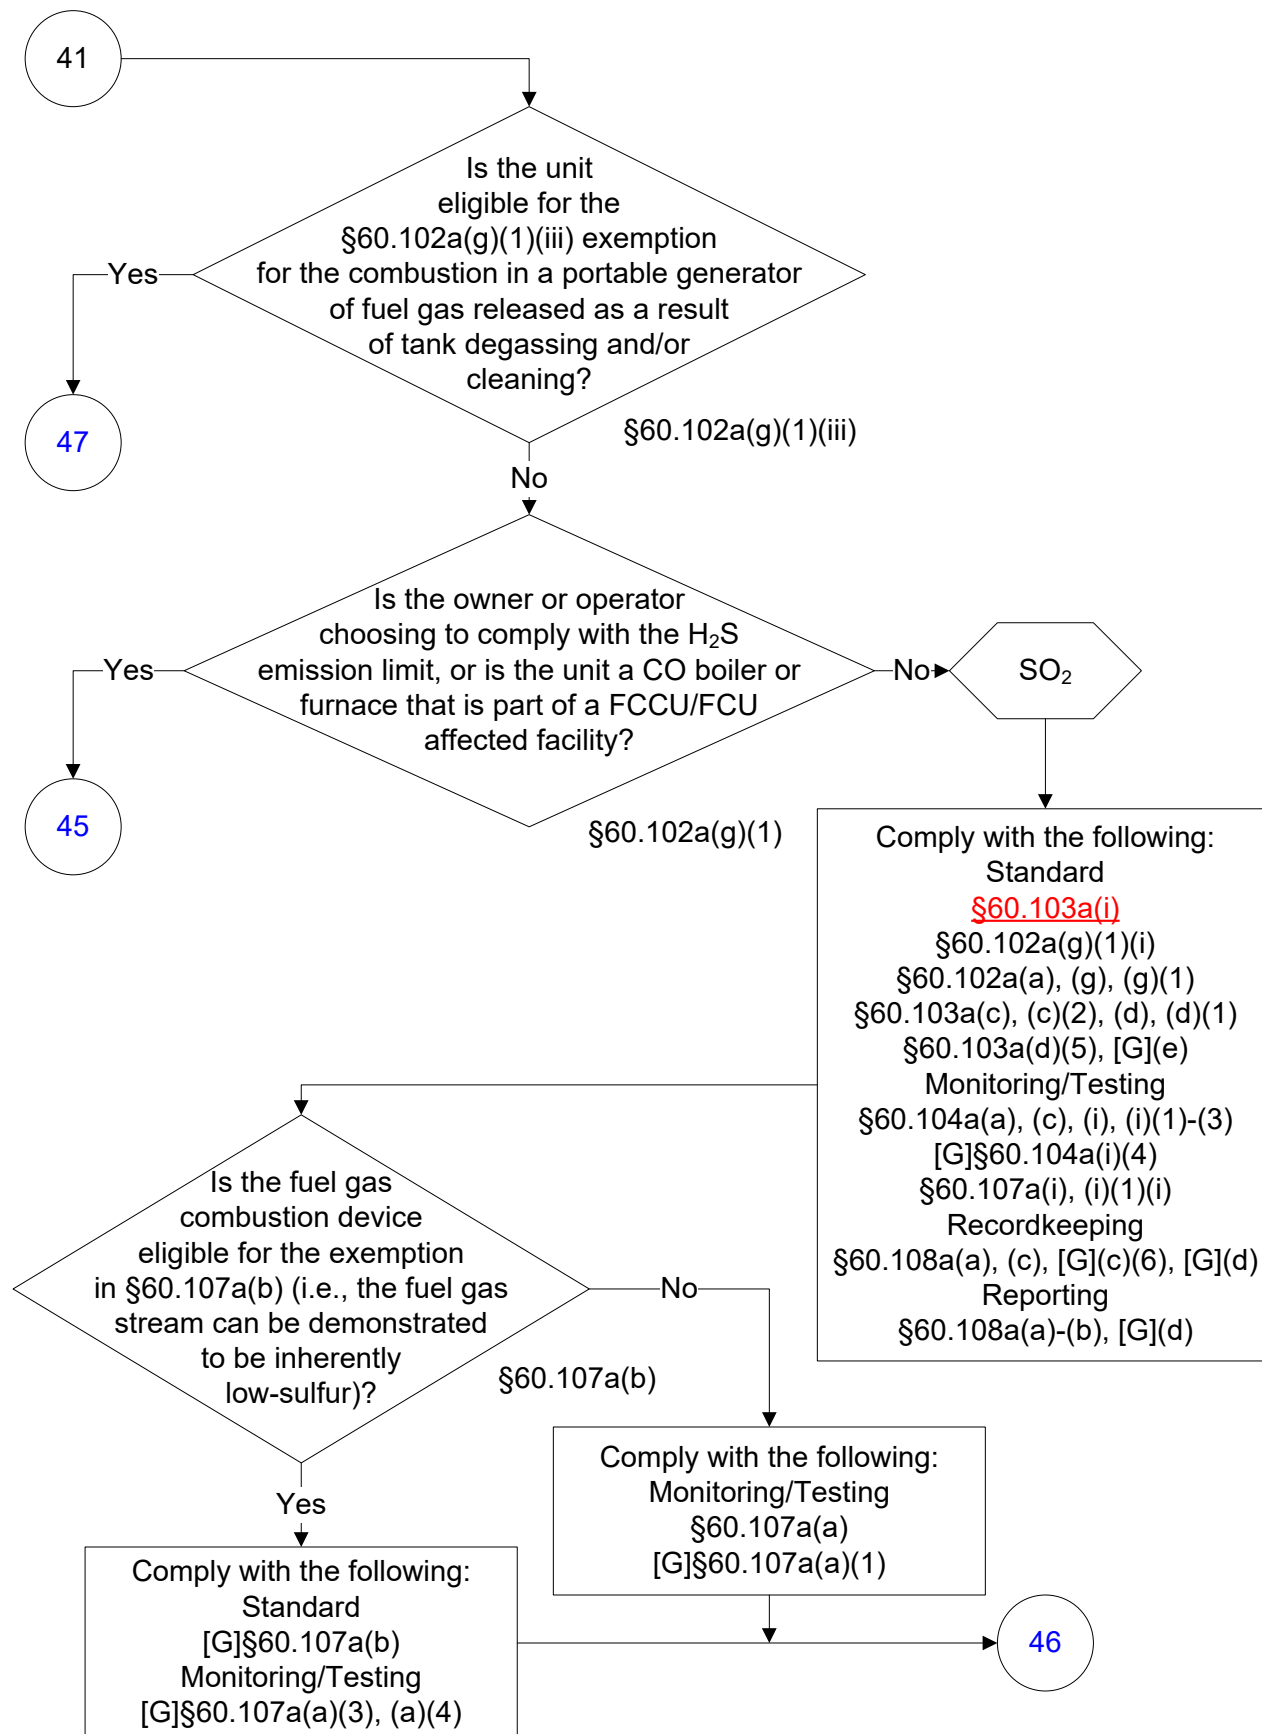 41
Is the unit
eligible for the
§60.102a(g)(1)(iii) exemption
for the combustion in a portable generator
of fuel gas released as a result
of tank degassing and/or
cleaning?
Yes
47
§60.102a(g)(1)(iii)
No
Is the owner or operator
choosing to comply with the H₂S
emission limit, or is the unit a CO boiler or
furnace that is part of a FCCU/FCU
affected facility?
Yes
No
SO₂
45
§60.102a(g)(1)
Comply with the following:
Standard
§60.103a(i)
§60.102a(g)(1)(i)
§60.102a(a), (g), (g)(1)
§60.103a(c), (c)(2), (d), (d)(1)
§60.103a(d)(5), [G](e)
Monitoring/Testing
§60.104a(a), (c), (i), (i)(1)-(3)
[G]§60.104a(i)(4)
§60.107a(i), (i)(1)(i)
Recordkeeping
§60.108a(a), (c), [G](c)(6), [G](d)
Reporting
§60.108a(a)-(b), [G](d)
Is the fuel gas
combustion device
eligible for the exemption
in §60.107a(b) (i.e., the fuel gas
stream can be demonstrated
to be inherently
low-sulfur)?
No
§60.107a(b)
Yes
Comply with the following:
Monitoring/Testing
§60.107a(a)
[G]§60.107a(a)(1)
Comply with the following:
Standard
[G]§60.107a(b)
Monitoring/Testing
[G]§60.107a(a)(3), (a)(4)
46